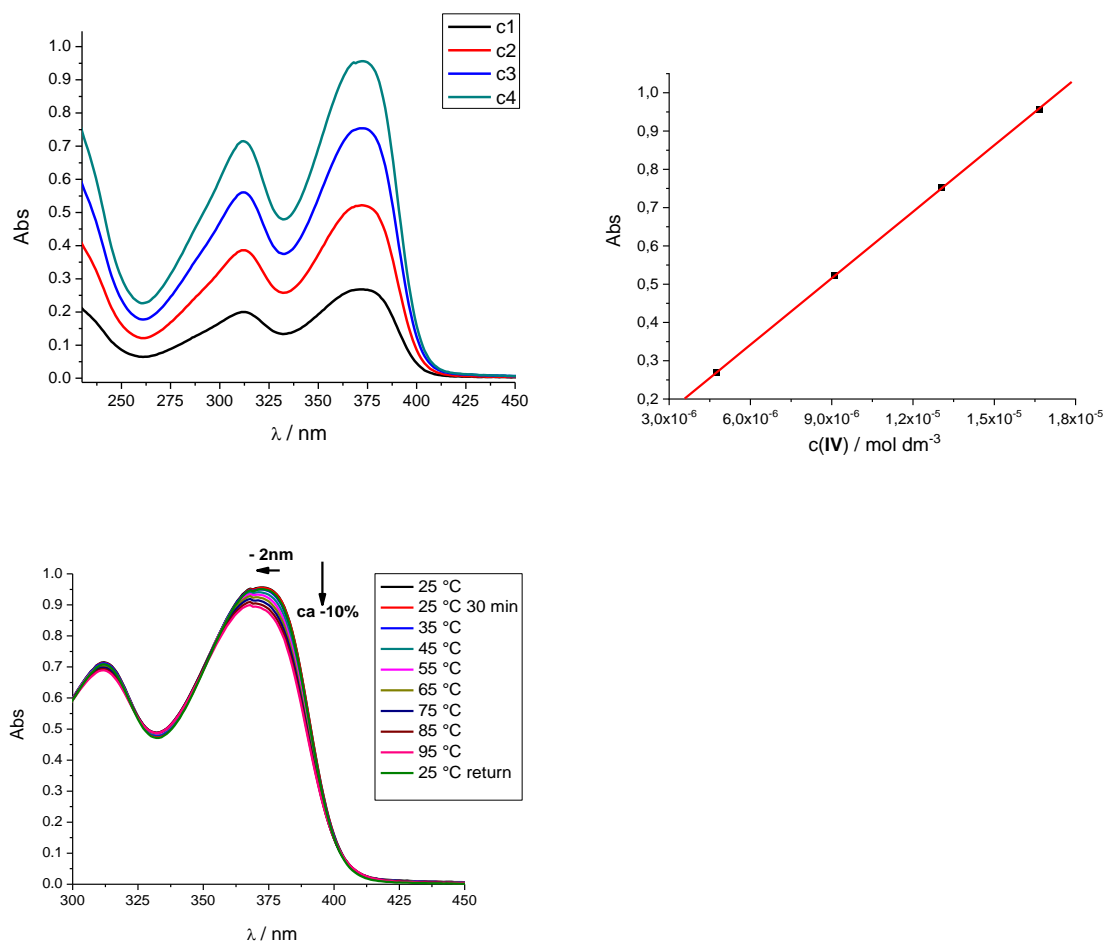 c1
c2
c3
c4
1.0
0.9
0.8
0.7
0.6
0.5
0.4
0.3
0.2
0.1
0.0
Abs
250 275 300 325 350 375 400 425 450
λ / nm
1,0
0,9
0,8
0,7
0,6
0,5
0,4
0,3
0,2
Abs
3,0x10⁻⁶ 6,0x10⁻⁶ 9,0x10⁻⁶ 1,2x10⁻⁵ 1,5x10⁻⁵ 1,8x10⁻⁵
c(IV) / mol dm⁻³
- 2nm
ca -10%
25 °C
25 °C 30 min
35 °C
45 °C
55 °C
65 °C
75 °C
85 °C
95 °C
25 °C return
1.0
0.9
0.8
0.7
0.6
0.5
0.4
0.3
0.2
0.1
0.0
Abs
300 325 350 375 400 425 450
λ / nm